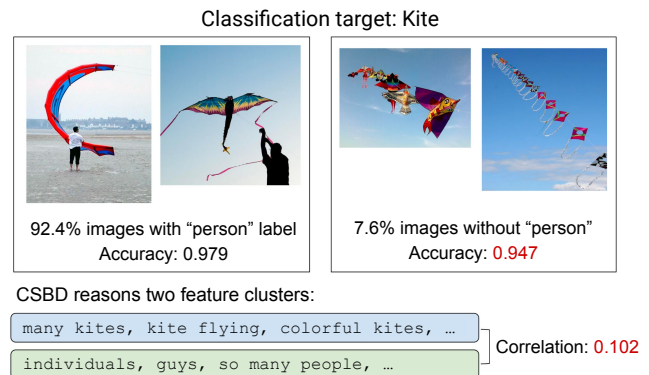 Classification target: Kite
92.4% images with “person” label
Accuracy: 0.979
7.6% images without “person”
Accuracy: 0.947
CSBD reasons two feature clusters:
many kites, kite flying, colorful kites, …
individuals, guys, so many people, …
Correlation: 0.102